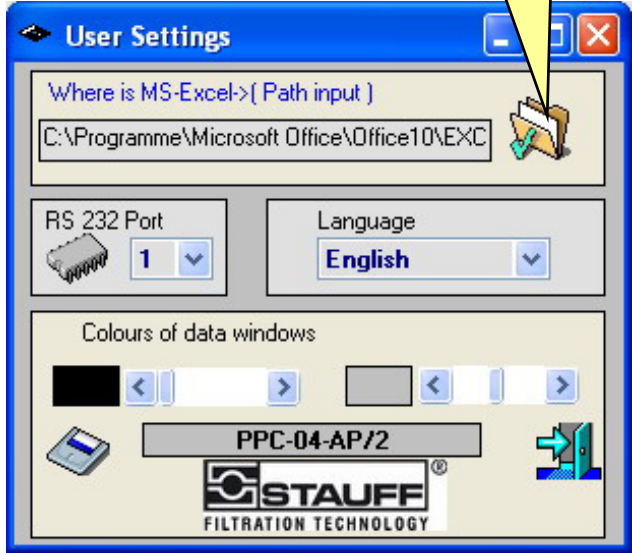 User Settings
Where is MS-Excel->( Path input )
C:\Programme\Microsoft Office\Office10\EXC
RS 232 Port
Language
1
English
Colours of data windows
PPC-04-AP/2
STAUFF®
FILTRATION TECHNOLOGY